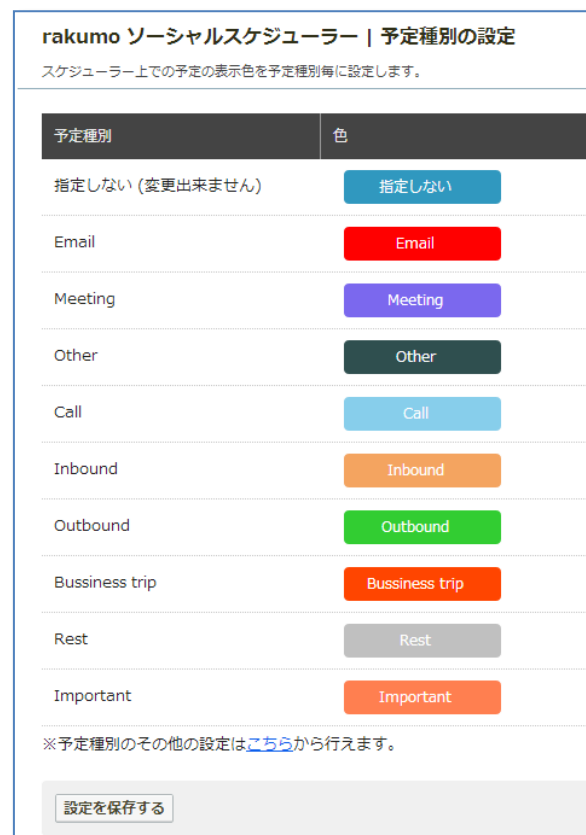 rakumo ソーシャルスケジューラー | 予定種別の設定
スケジューラー上での予定の表示色を予定種別毎に設定します。
予定種別 色
指定しない (変更出来ません) 指定しない
Email Email
Meeting Meeting
Other Other
Call Call
Inbound Inbound
Outbound Outbound
Bussiness trip Bussiness trip
Rest Rest
Important Important
※予定種別のその他の設定はこちらから行えます。
設定を保存する